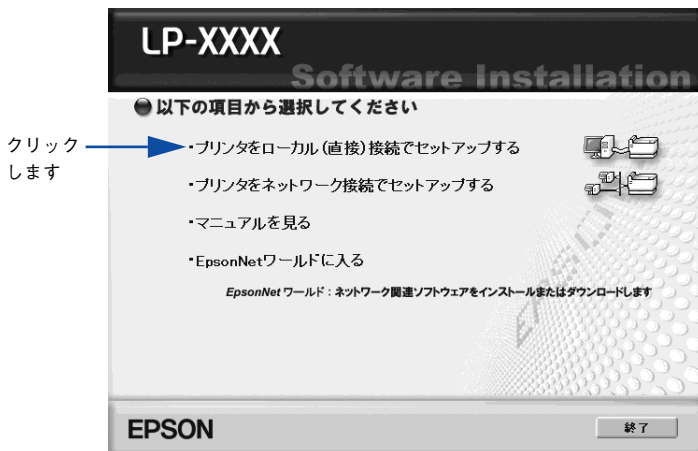 LP-XXXX
Software Installation
以下の項目から選択してください
クリック
します
・プリンタをローカル(直接)接続でセットアップする
・プリンタをネットワーク接続でセットアップする
・マニュアルを見る
・EpsonNetワールドに入る
EpsonNet ワールド：ネットワーク関連ソフトウェアをインストールまたはダウンロードします
EPSON
EPSON
終了